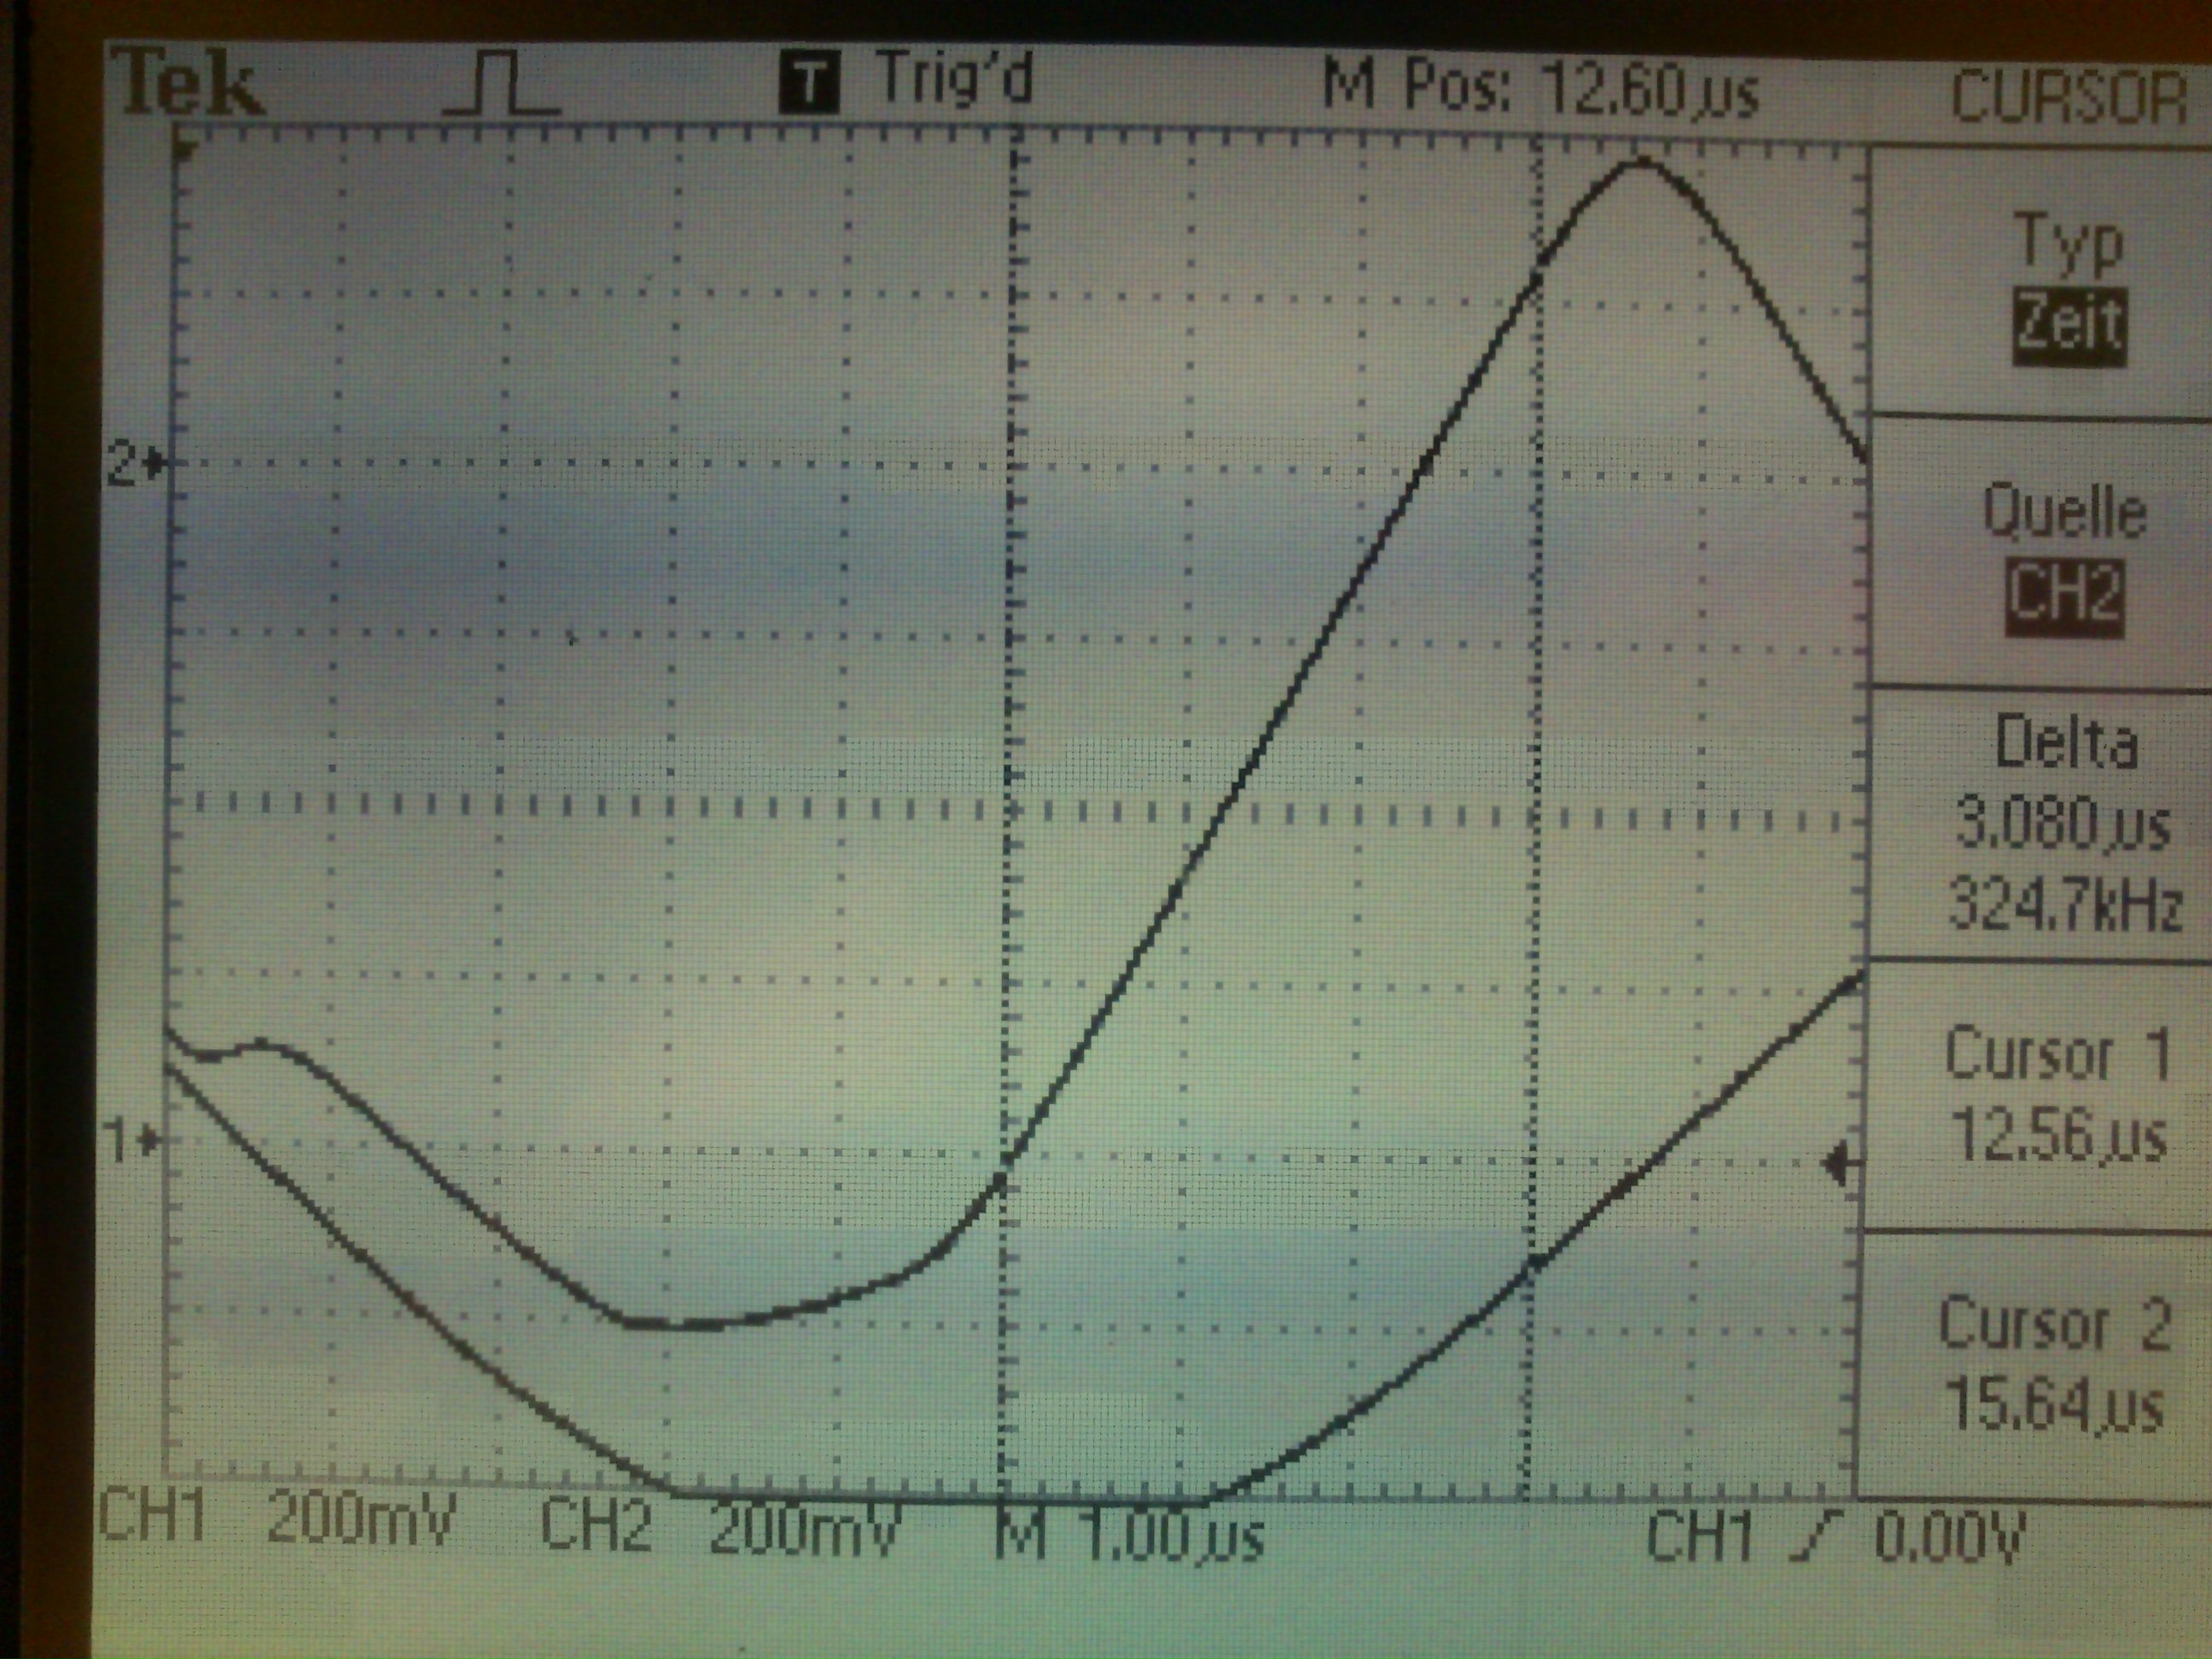 Tek T Trig'd M Pos: 12.60µs CURSOR
Typ
Zeit
2
Quelle
CH2
Delta
3.080µs
324.7kHz
Cursor 1
12.56µs
1
Cursor 2
15.64µs
CH1 200mV CH2 200mV M 1.00µs CH1 0.00V